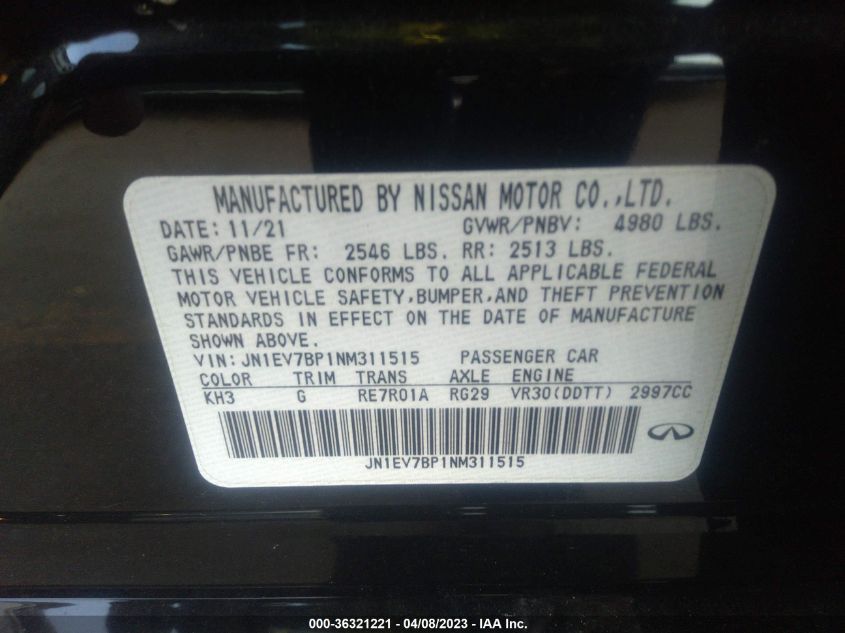 MANUFACTURED BY NISSAN MOTOR CO.,LTD.
DATE: 11/21 GVWR/PNBV: 4980 LBS.
GAWR/PNBE FR: 2546 LBS. RR: 2513 LBS.
THIS VEHICLE CONFORMS TO ALL APPLICABLE FEDERAL
MOTOR VEHICLE SAFETY,BUMPER,AND THEFT PREVENTION
STANDARDS IN EFFECT ON THE DATE OF MANUFACTURE
SHOWN ABOVE.
VIN: JN1EV7BP1NM311515 PASSENGER CAR
COLOR TRIM TRANS AXLE ENGINE
KH3 G RE7R01A RG29 VR30(DDTT) 2997CC
JN1EV7BP1NM311515
000-36321221 - 04/08/2023 - IAA Inc.